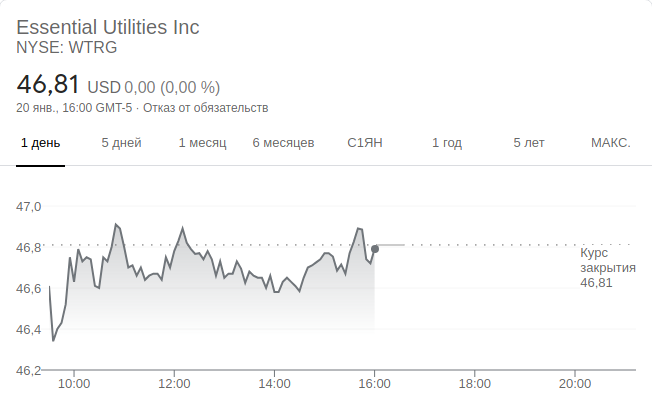 Essential Utilities Inc
NYSE: WTRG
46,81 USD 0,00 (0,00 %)
20 янв., 16:00 GMT-5 · Отказ от обязательств
1 день 5 дней 1 месяц 6 месяцев С1ЯН 1 год 5 лет МАКС.
47,0
46,8
Курс
закрытия
46,81
46,6
46,4
46,2
10:00 12:00 14:00 16:00 18:00 20:00